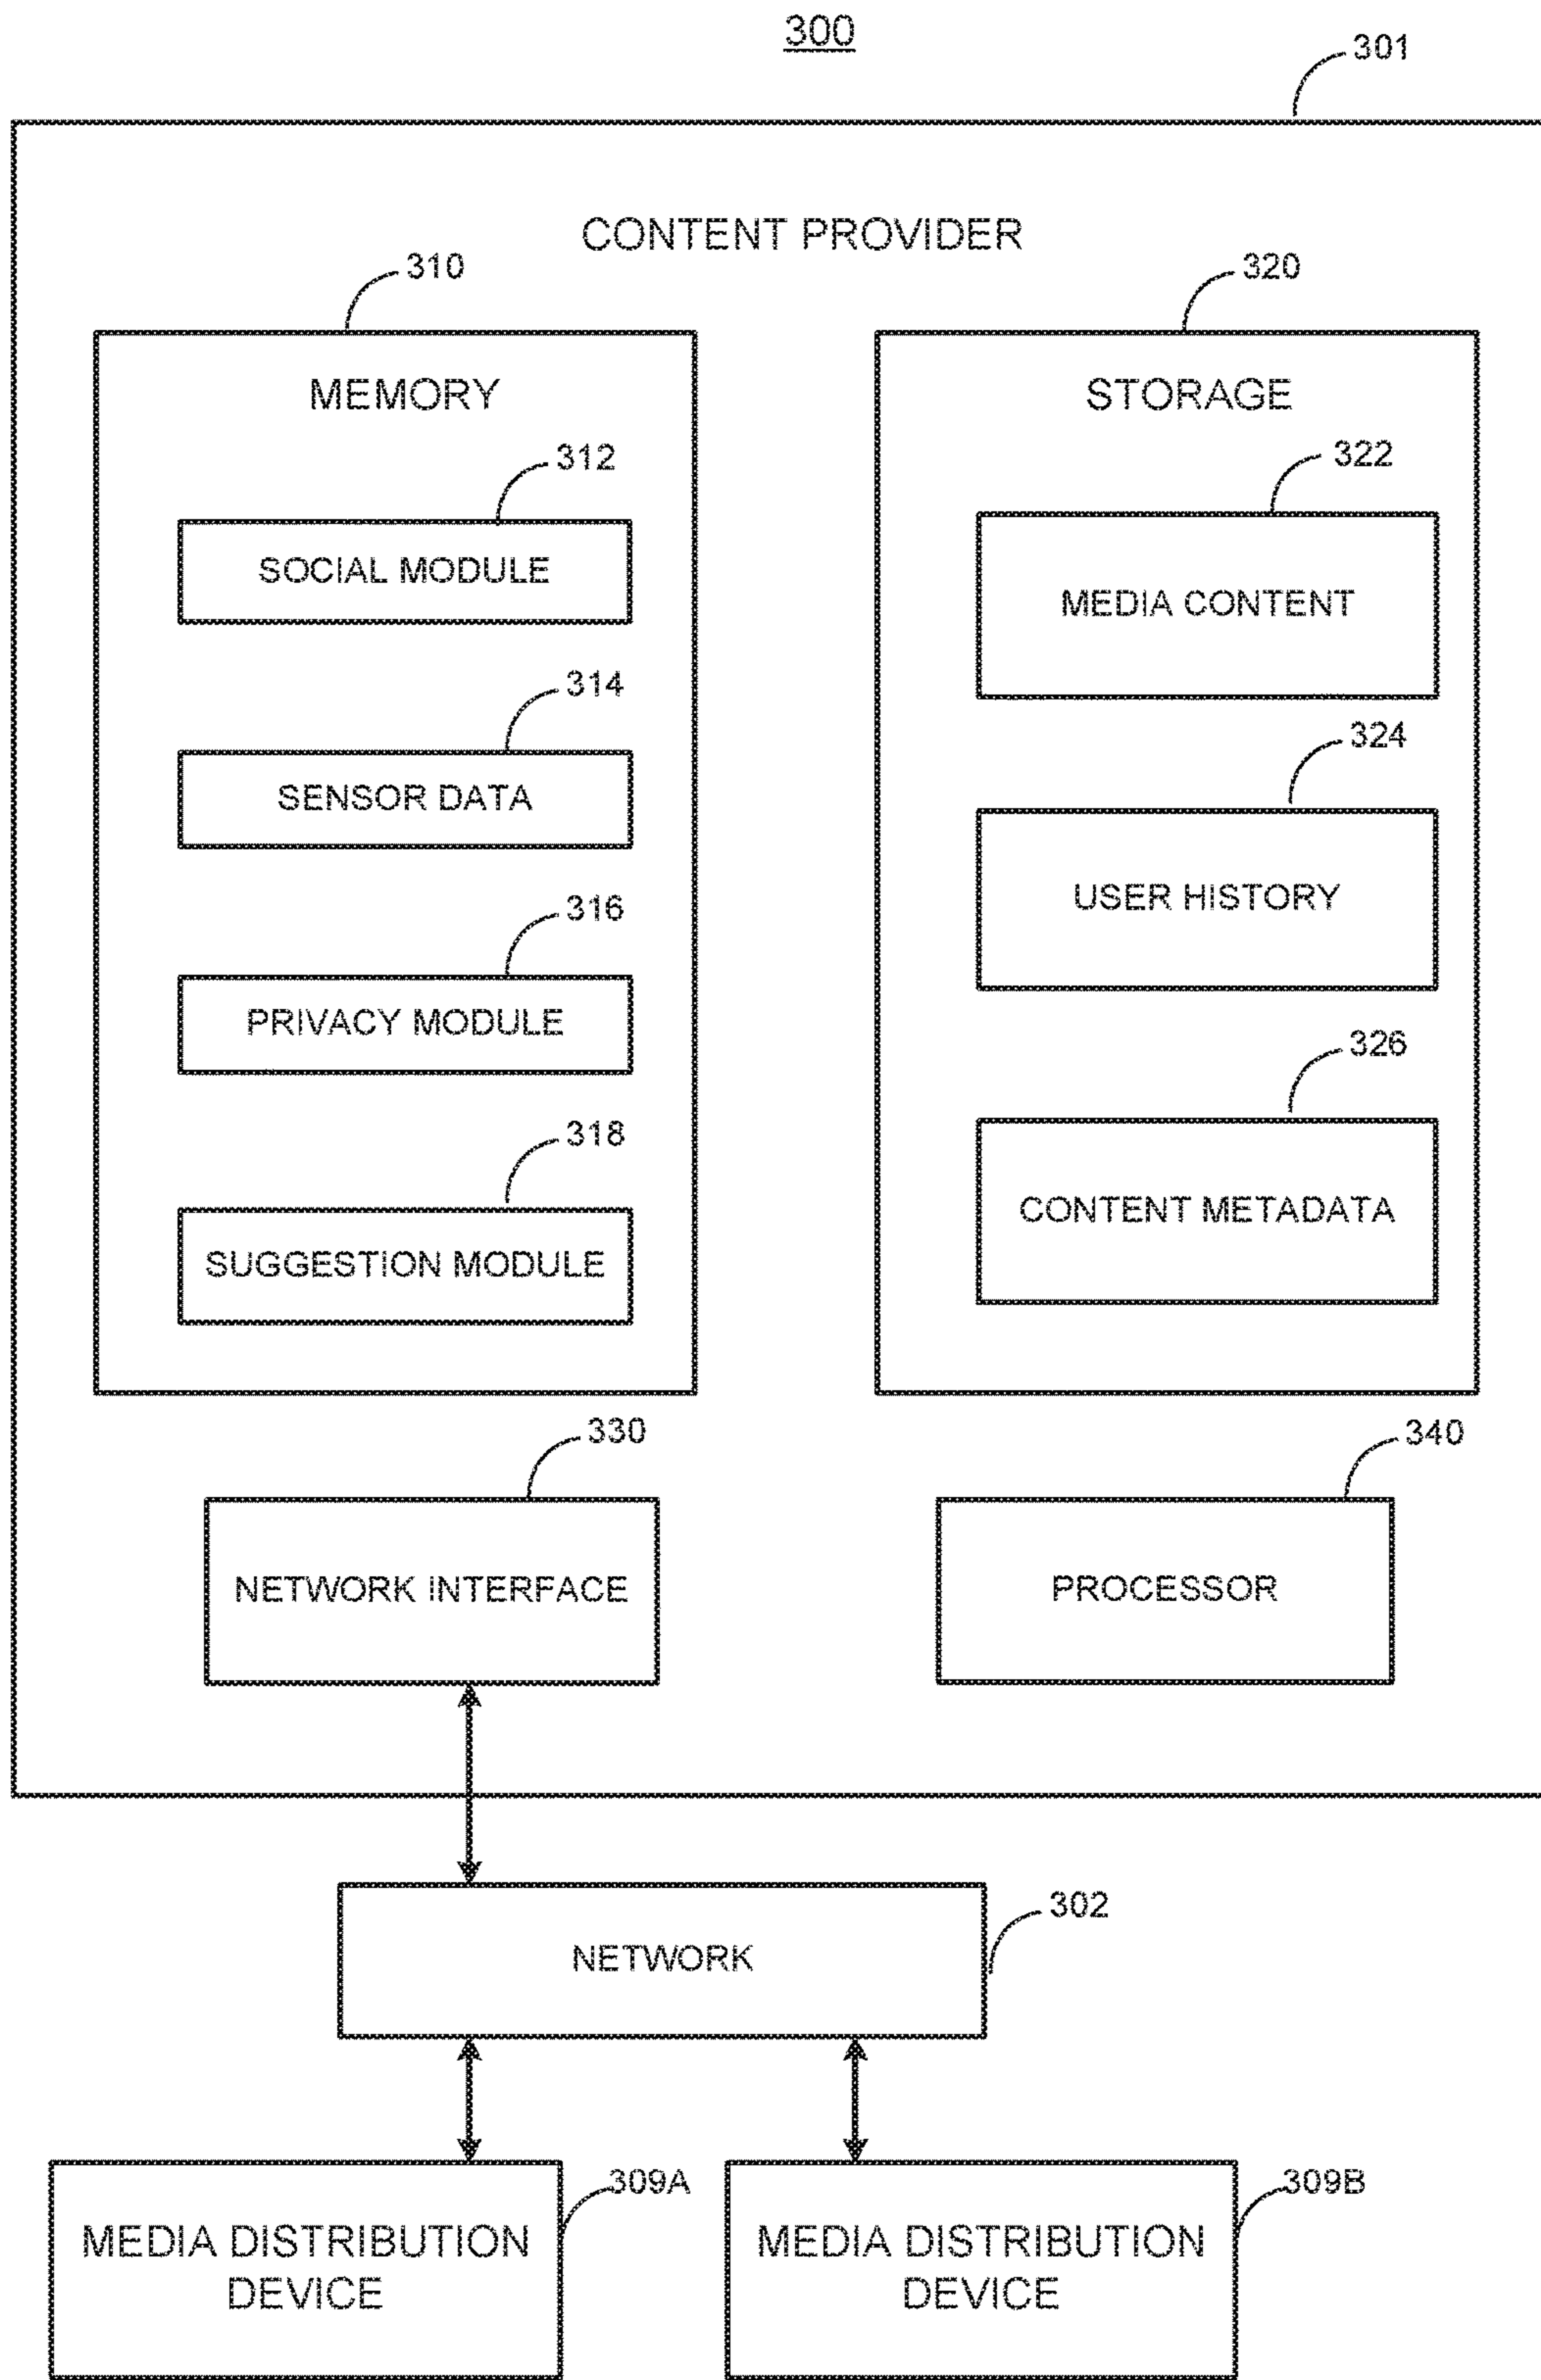 300
301
CONTENT PROVIDER
310
320
MEMORY
STORAGE
312
322
SOCIAL MODULE
MEDIA CONTENT
314
324
SENSOR DATA
USER HISTORY
316
326
PRIVACY MODULE
CONTENT METADATA
318
SUGGESTION MODULE
330
340
NETWORK INTERFACE
PROCESSOR
302
NETWORK
309A
309B
MEDIA DISTRIBUTION
DEVICE
MEDIA DISTRIBUTION
DEVICE